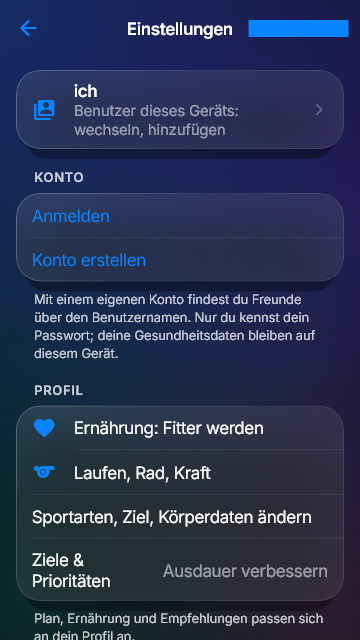 Einstellungen
ich
Benutzer dieses Geräts:
wechseln, hinzufügen
KONTO
Anmelden
Konto erstellen
Mit einem eigenen Konto findest du Freunde
über den Benutzernamen. Nur du kennst dein
Passwort; deine Gesundheitsdaten bleiben auf
diesem Gerät.
PROFIL
Ernährung: Fitter werden
Laufen, Rad, Kraft
Sportarten, Ziel, Körperdaten ändern
Ziele &
Prioritäten
Ausdauer verbessern
Plan, Ernährung und Empfehlungen passen sich
an dein Profil an.